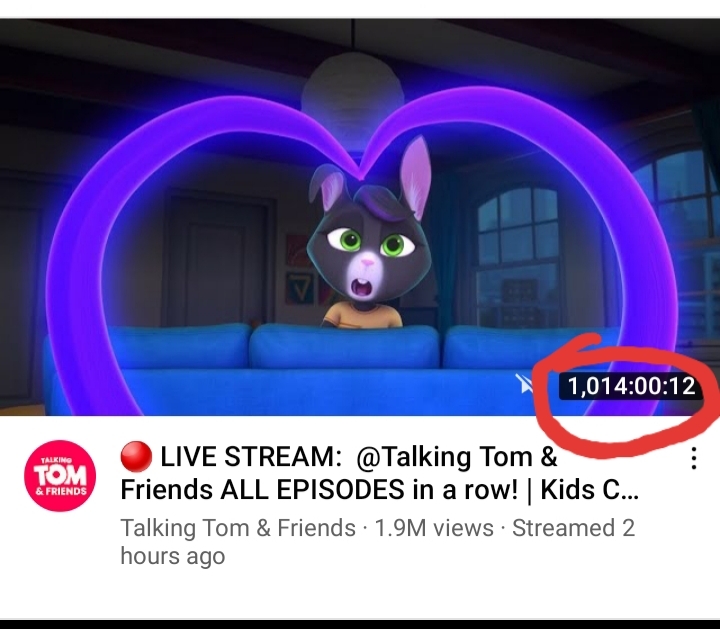 1,014:00:12
TALKING
TOM
& FRIENDS
🔴 LIVE STREAM: @Talking Tom &
Friends ALL EPISODES in a row! | Kids C...
Talking Tom & Friends · 1.9M views · Streamed 2
hours ago